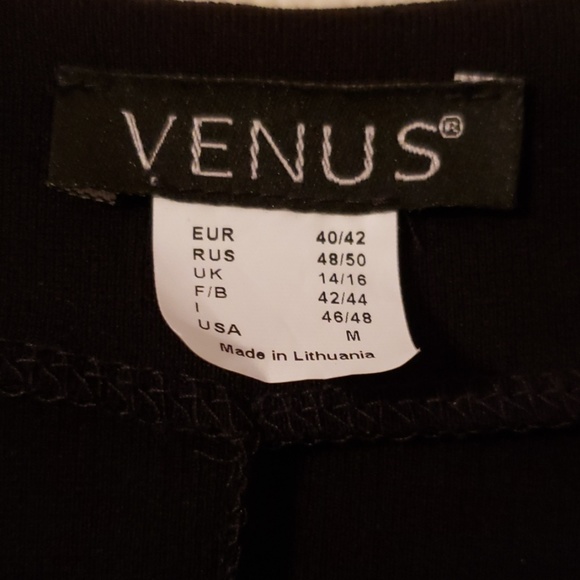 VENUS®
EUR 40/42
RUS 48/50
UK 14/16
F/B 42/44
I 46/48
USA M
Made in Lithuania